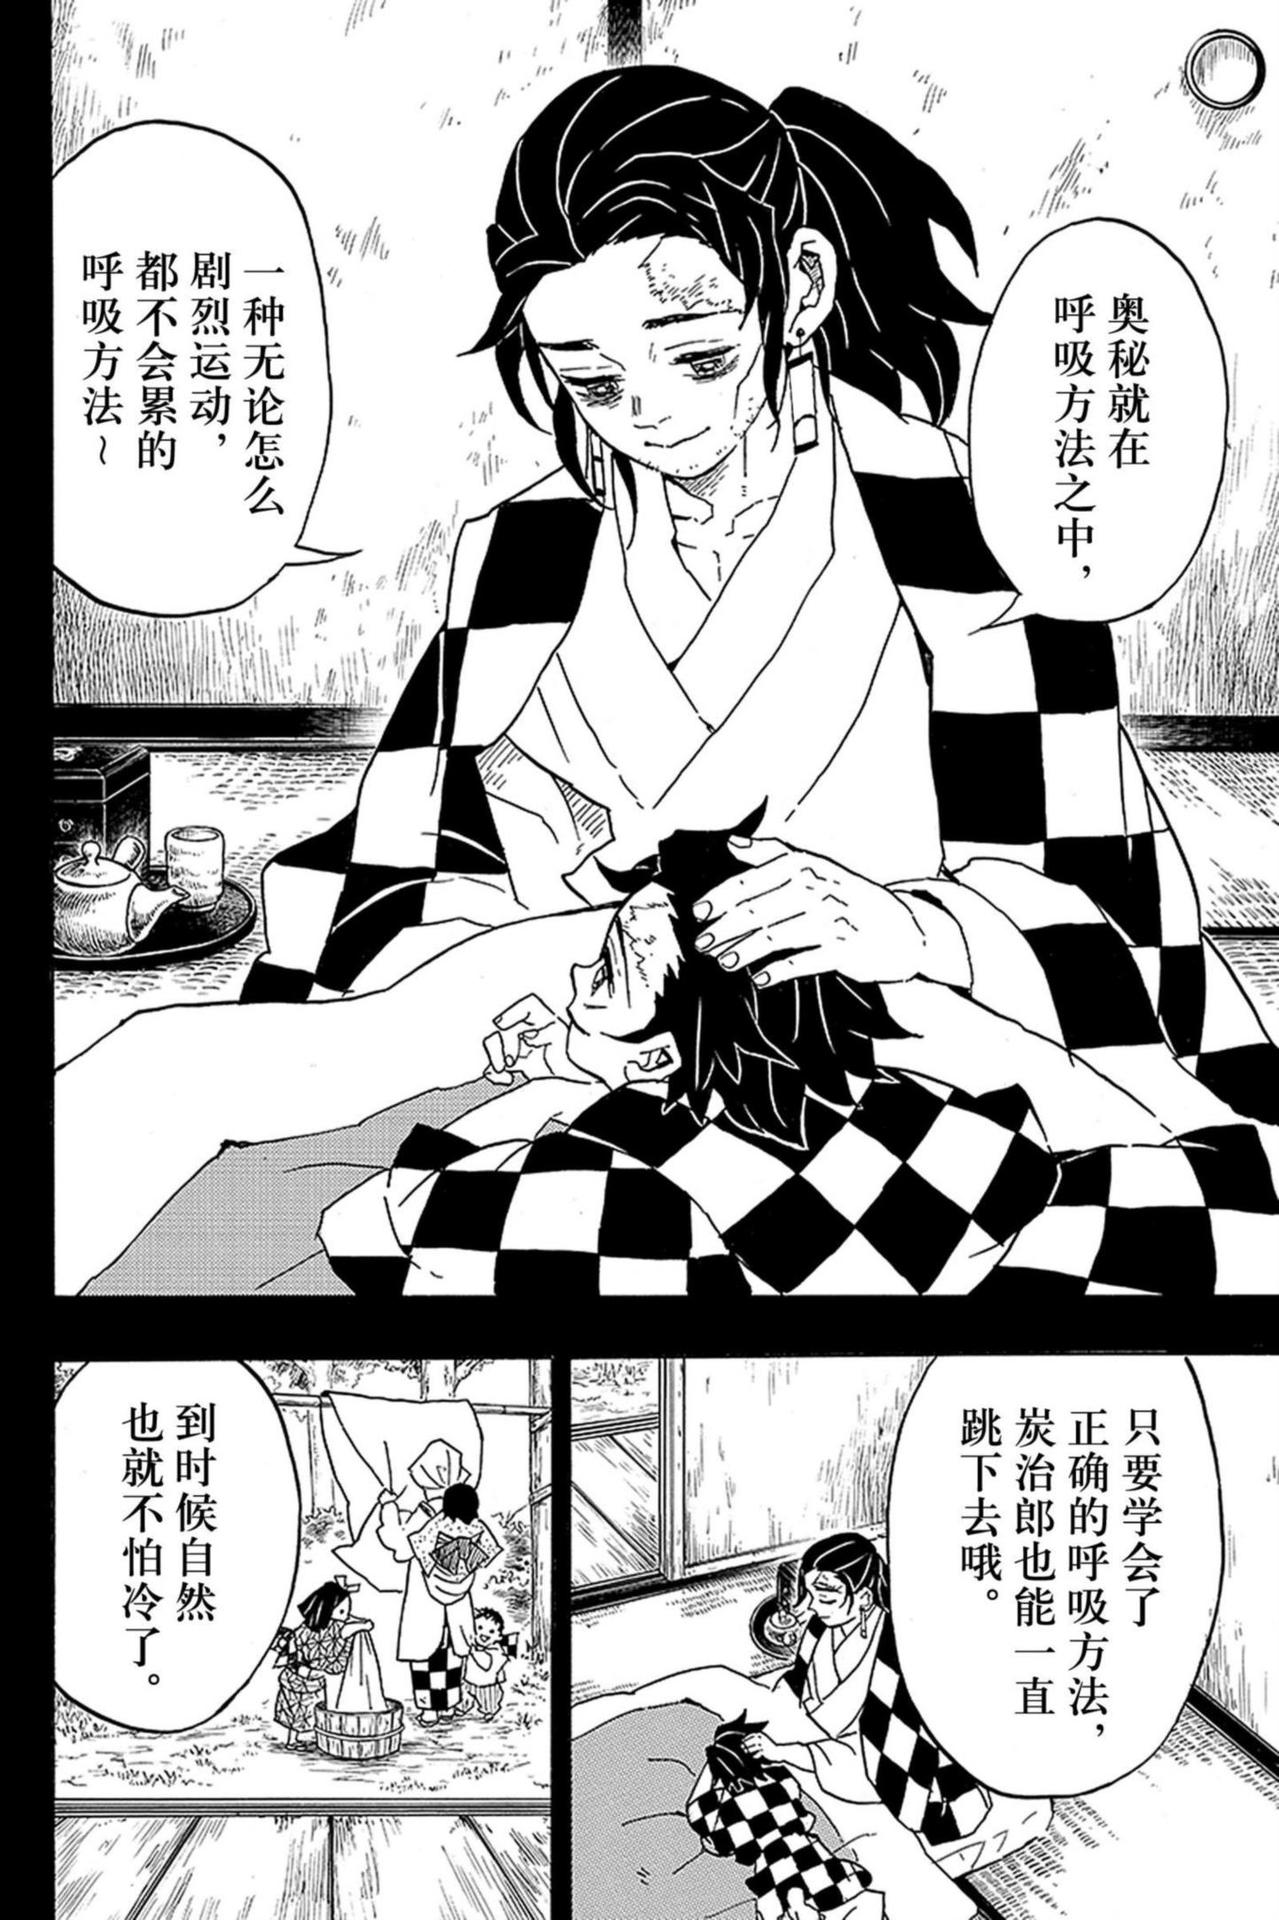 奥秘就在
呼吸方法之中，
一种无论怎么
剧烈运动，
都不会累的
呼吸方法～
只要学会了
正确的呼吸方法，
炭治郎也能一直
跳下去哦。
到时候自然
也就不怕冷了。